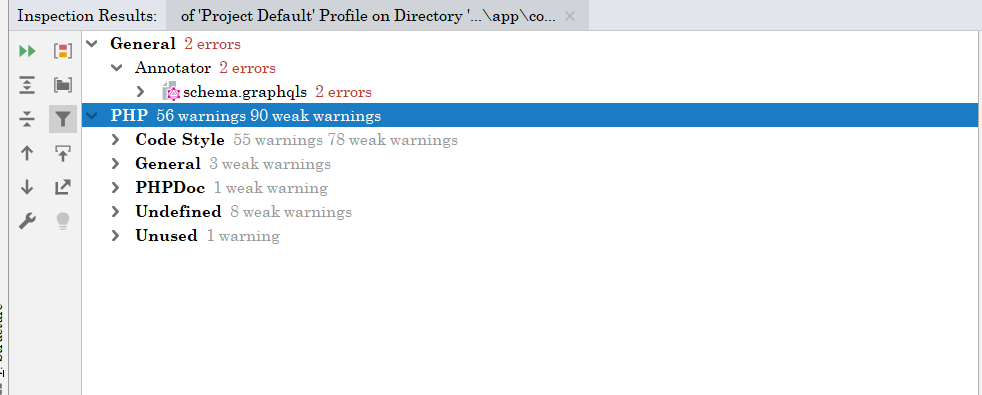 Inspection Results: of 'Project Default' Profile on Directory '...\app\co...
General 2 errors
Annotator 2 errors
schema.graphqls 2 errors
PHP 56 warnings 90 weak warnings
Code Style 55 warnings 78 weak warnings
General 3 weak warnings
PHPDoc 1 weak warning
Undefined 8 weak warnings
Unused 1 warning